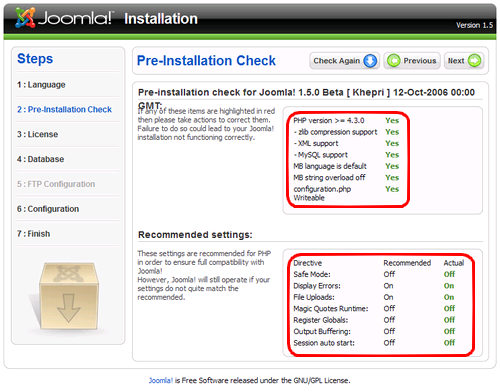 Joomla! Installation
Version 1.5
Steps
1 : Language
2 : Pre-Installation Check
3 : License
4 : Database
5 : FTP Configuration
6 : Configuration
7 : Finish
Pre-Installation Check
Check Again
Previous
Next
Pre-installation check for Joomla! 1.5.0 Beta [ Khepri ] 12-Oct-2006 00:00
GMT:
If any of these items are highlighted in red
then please take actions to correct them.
Failure to do so could lead to your Joomla!
installation not functioning correctly.
PHP version >= 4.3.0 Yes
- zlib compression support Yes
- XML support Yes
- MySQL support Yes
MB language is default Yes
MB string overload off Yes
configuration.php Yes
Writeable
Recommended settings:
These settings are recommended for PHP
in order to ensure full compatibility with
Joomla!
However, Joomla! will still operate if your
settings do not quite match the
recommended.
Directive Recommended Actual
Safe Mode: Off Off
Display Errors: On On
File Uploads: On On
Magic Quotes Runtime: Off Off
Register Globals: Off Off
Output Buffering: Off Off
Session auto start: Off Off
Joomla! is Free Software released under the GNU/GPL License.